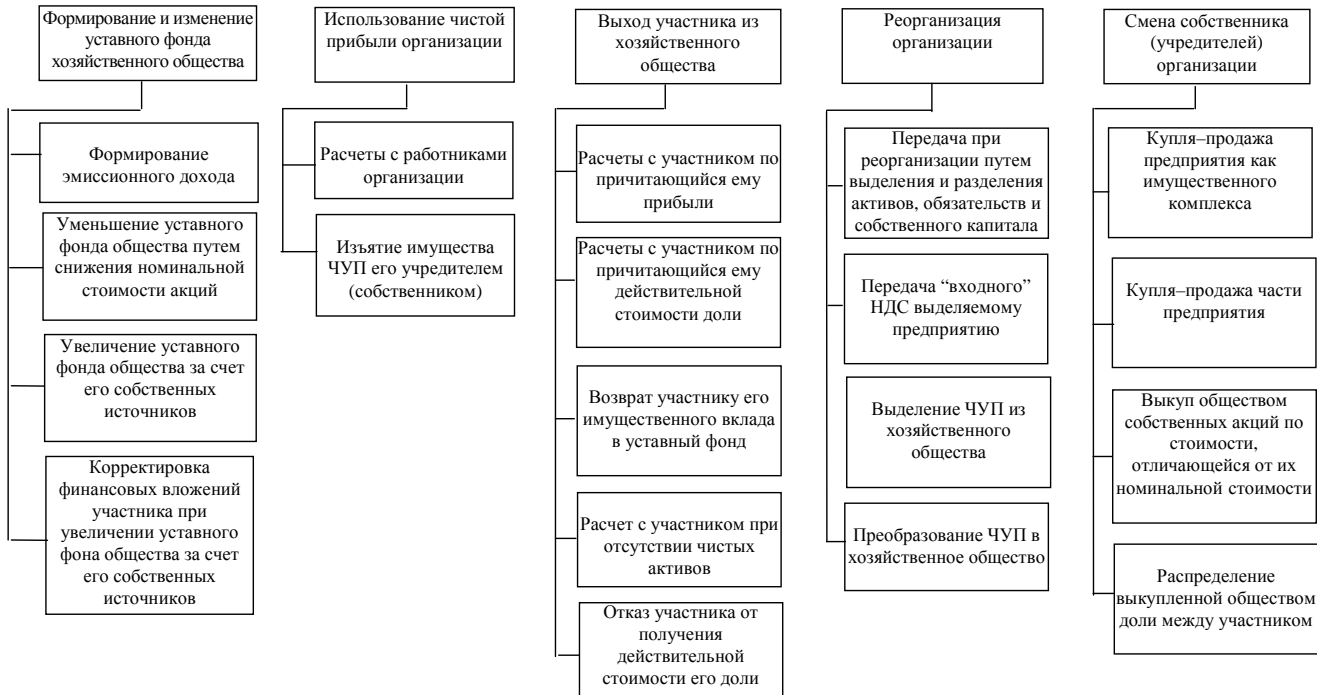 Формирование и изменение
уставного фонда
хозяйственного общества
Формирование
эмиссионного дохода
Уменьшение уставного
фонда общества путем
снижения номинальной
стоимости акций
Увеличение уставного
фонда общества за счет
его собственных
источников
Корректировка
финансовых вложений
участника при
увеличении уставного
фона общества за счет
его собственных
источников
Использование чистой
прибыли организации
Расчеты с работниками
организации
Изъятие имущества
ЧУП его учредителем
(собственником)
Выход участника из
хозяйственного
общества
Расчеты с участником по
причитающийся ему
прибыли
Расчеты с участником по
причитающийся ему
действительной
стоимости доли
Возврат участнику его
имущественного вклада
в уставный фонд
Расчет с участником при
отсутствии чистых
активов
Отказ участника от
получения
действительной
стоимости его доли
Реорганизация
организации
Передача при
реорганизации путем
выделения и разделения
активов, обязательств и
собственного капитала
Передача “входного”
НДС выделяемому
предприятию
Выделение ЧУП из
хозяйственного
общества
Преобразование ЧУП в
хозяйственное общество
Смена собственника
(учредителей)
организации
Купля–продажа
предприятия как
имущественного
комплекса
Купля–продажа части
предприятия
Выкуп обществом
собственных акций по
стоимости,
отличающейся от их
номинальной стоимости
Распределение
выкупленной обществом
доли между участником